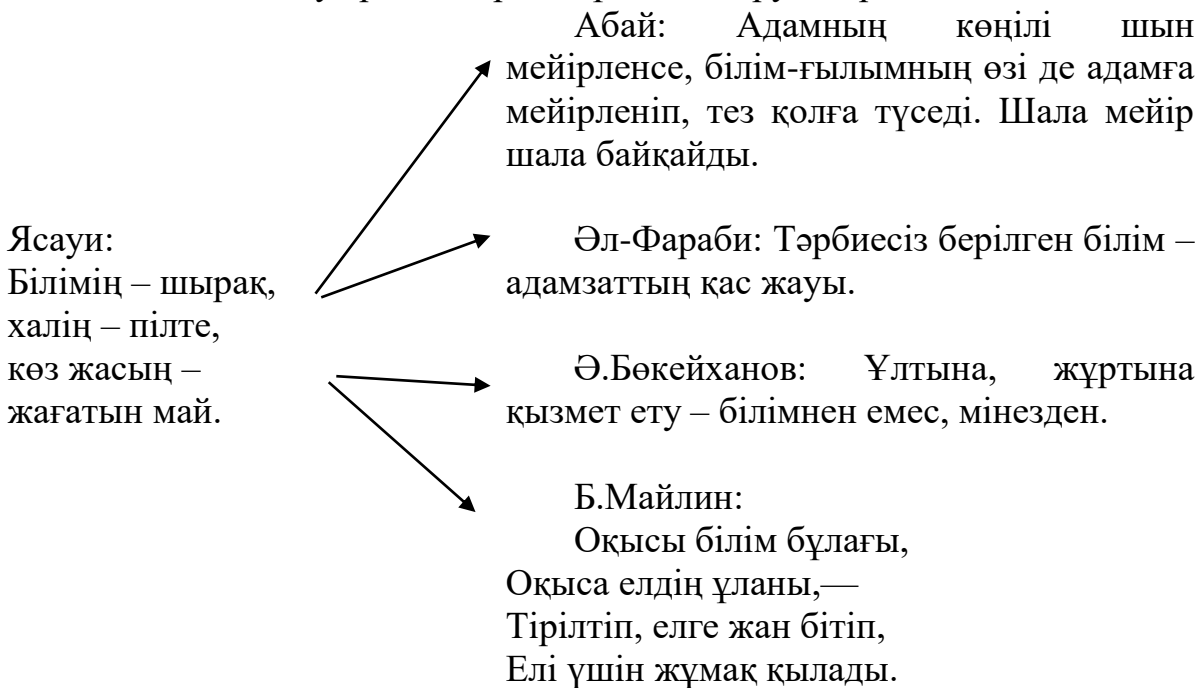 Абай: Адамның көңілі шын
мейірленсе, білім-ғылымның өзі де адамға
мейірленіп, тез қолға түседі. Шала мейір
шала байқайды.
Ясауи:
Білімің – шырақ,
халің – пілте,
көз жасың –
жағатын май.
Әл-Фараби: Тәрбиесіз берілген білім –
адамзаттың қас жауы.
Ә.Бөкейханов: Ұлтына, жұртына
қызмет ету – білімнен емес, мінезден.
Б.Майлин:
Оқысы білім бұлағы,
Оқыса елдің ұланы,—
Тірілтіп, елге жан бітіп,
Елі үшін жұмақ қылады.